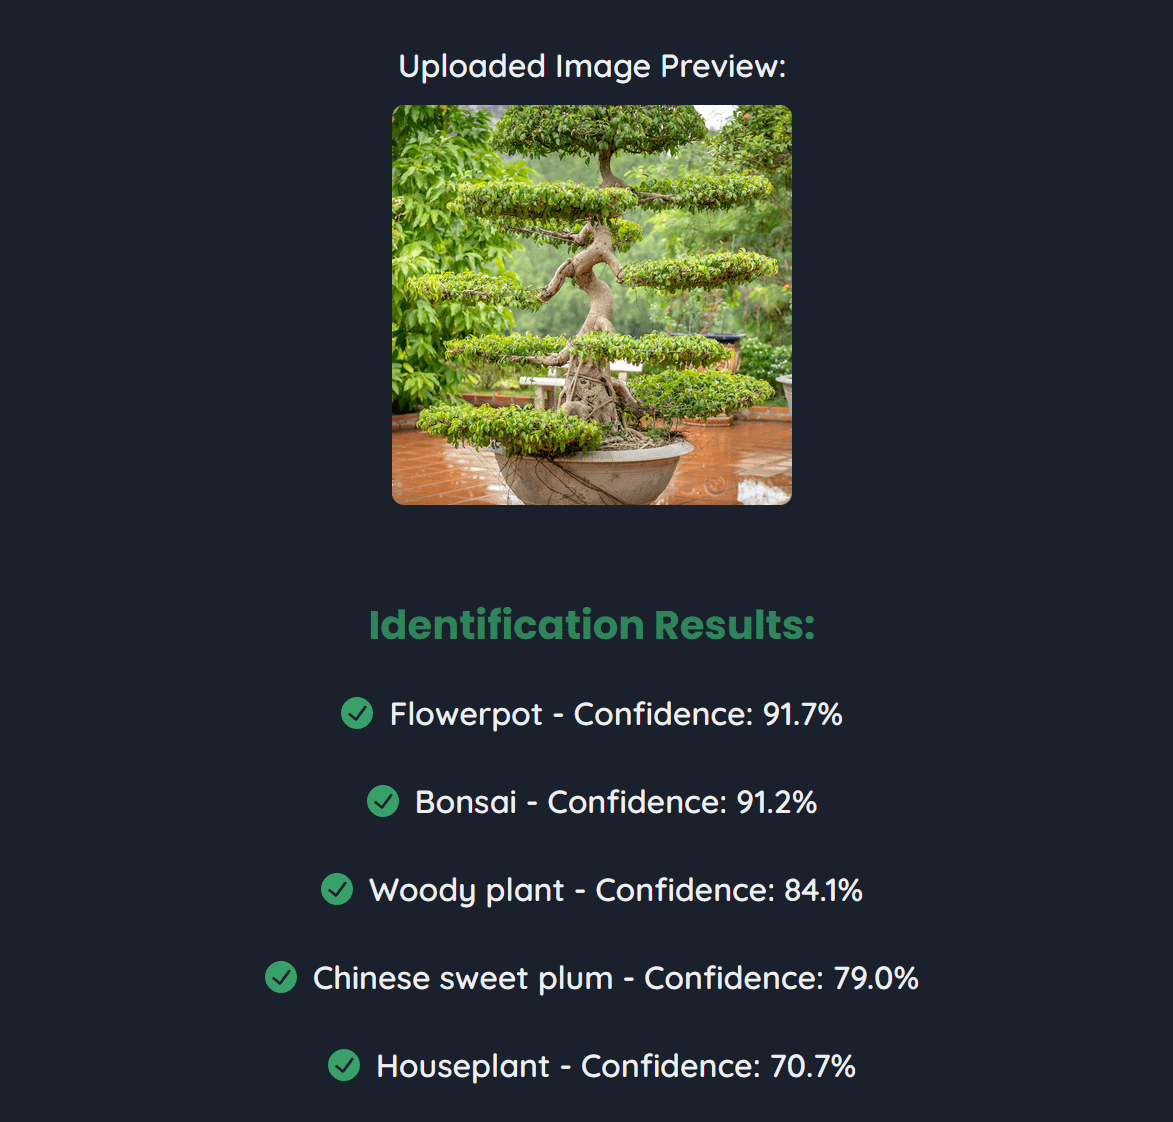 Uploaded Image Preview:
Identification Results:
Flowerpot - Confidence: 91.7%
Bonsai - Confidence: 91.2%
Woody plant - Confidence: 84.1%
Chinese sweet plum - Confidence: 79.0%
Houseplant - Confidence: 70.7%